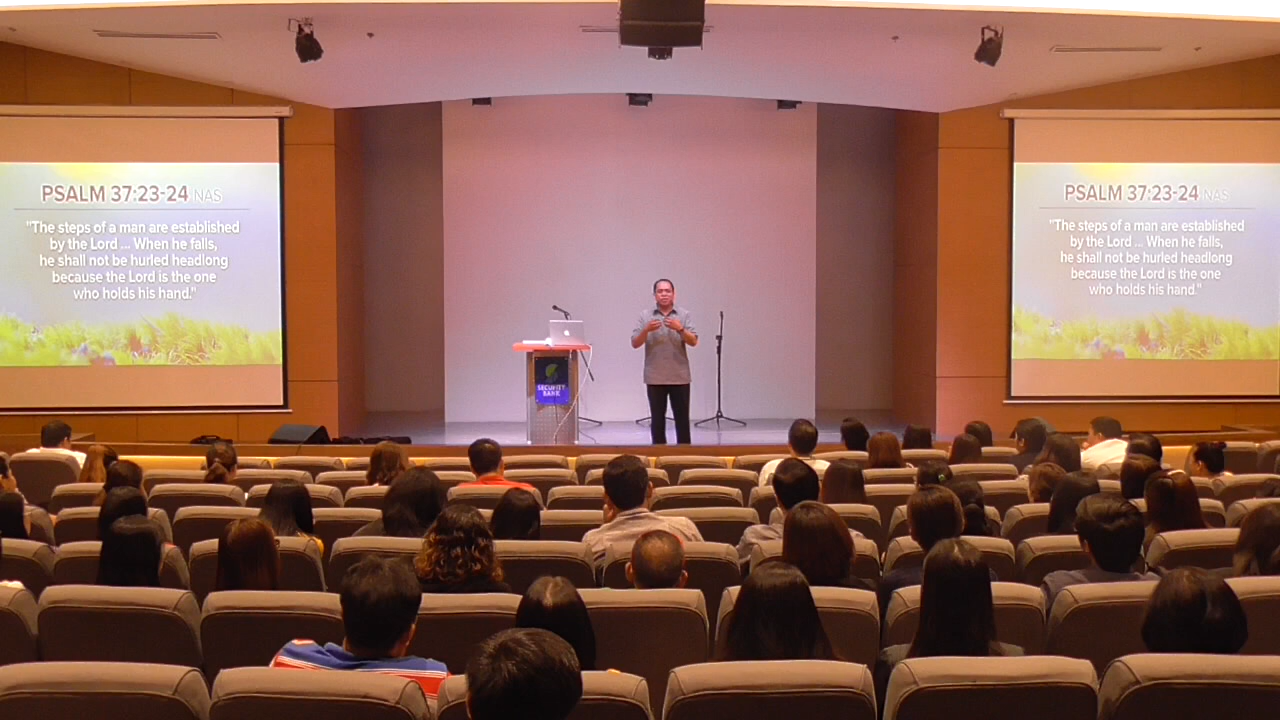 PSALM 37:23-24 NAS
"The steps of a man are established
by the Lord ... When he falls,
he shall not be hurled headlong
because the Lord is the one
who holds his hand."
SECURITY
BANK
PSALM 37:23-24 NAS
"The steps of a man are established
by the Lord ... When he falls,
he shall not be hurled headlong
because the Lord is the one
who holds his hand."